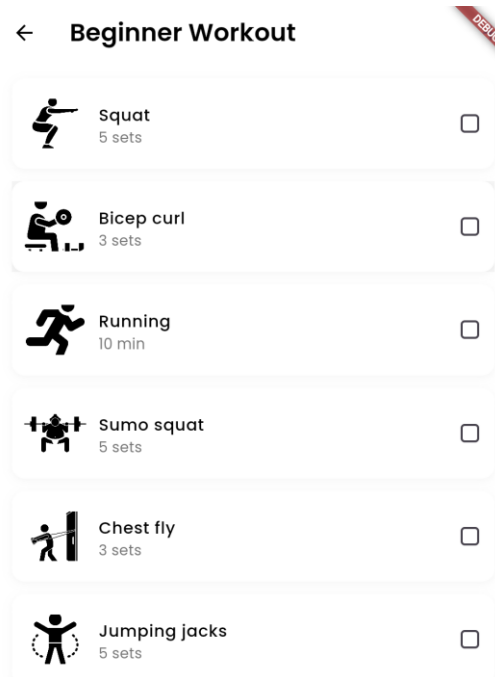 Beginner Workout
Squat
5 sets
Bicep curl
3 sets
Running
10 min
Sumo squat
5 sets
Chest fly
3 sets
Jumping jacks
5 sets